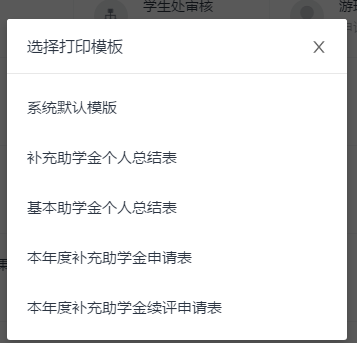 学生处审核
选择打印模板
系统默认模版
补充助学金个人总结表
基本助学金个人总结表
本年度补充助学金申请表
本年度补充助学金续评申请表